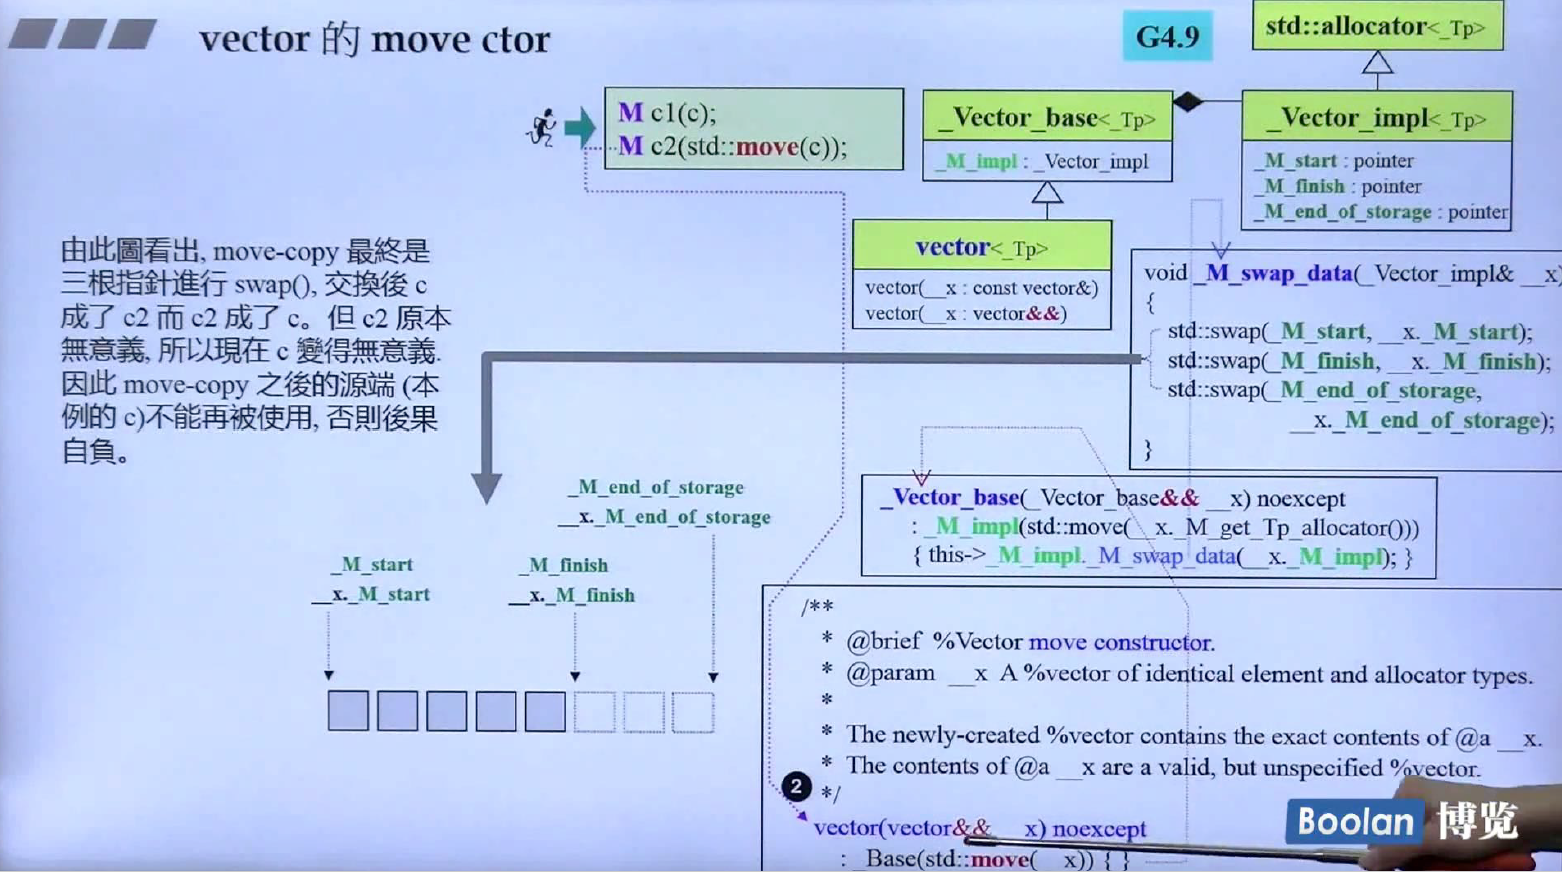 vector 的 move ctor
G4.9
std::allocator<_Tp>
M c1(c);
M c2(std::move(c));
_Vector_base<_Tp>
_M_impl : _Vector_impl
_Vector_impl<_Tp>
_M_start : pointer
_M_finish : pointer
_M_end_of_storage : pointer
vector<_Tp>
vector(__x : const vector&)
vector(__x : vector&&)
由此圖看出, move-copy 最終是
三根指針進行 swap(), 交換後 c
成了 c2 而 c2 成了 c。但 c2 原本
無意義, 所以現在 c 變得無意義.
因此 move-copy 之後的源端 (本
例的 c)不能再被使用, 否則後果
自負。
void _M_swap_data(_Vector_impl& __x)
{
std::swap(_M_start, __x._M_start);
std::swap(_M_finish, __x._M_finish);
std::swap(_M_end_of_storage,
__x._M_end_of_storage);
}
_M_end_of_storage
__x._M_end_of_storage
_M_start
__x._M_start
_M_finish
__x._M_finish
_Vector_base(_Vector_base&& __x) noexcept
: _M_impl(std::move(__x._M_get_Tp_allocator()))
{ this->_M_impl._M_swap_data(__x._M_impl); }
/**
* @brief %Vector move constructor.
* @param __x A %vector of identical element and allocator types.
*
* The newly-created %vector contains the exact contents of @a __x.
* The contents of @a __x are a valid, but unspecified %vector.
*/
2
vector(vector&& __x) noexcept
: _Base(std::move(__x)) { }
Boolan 博览